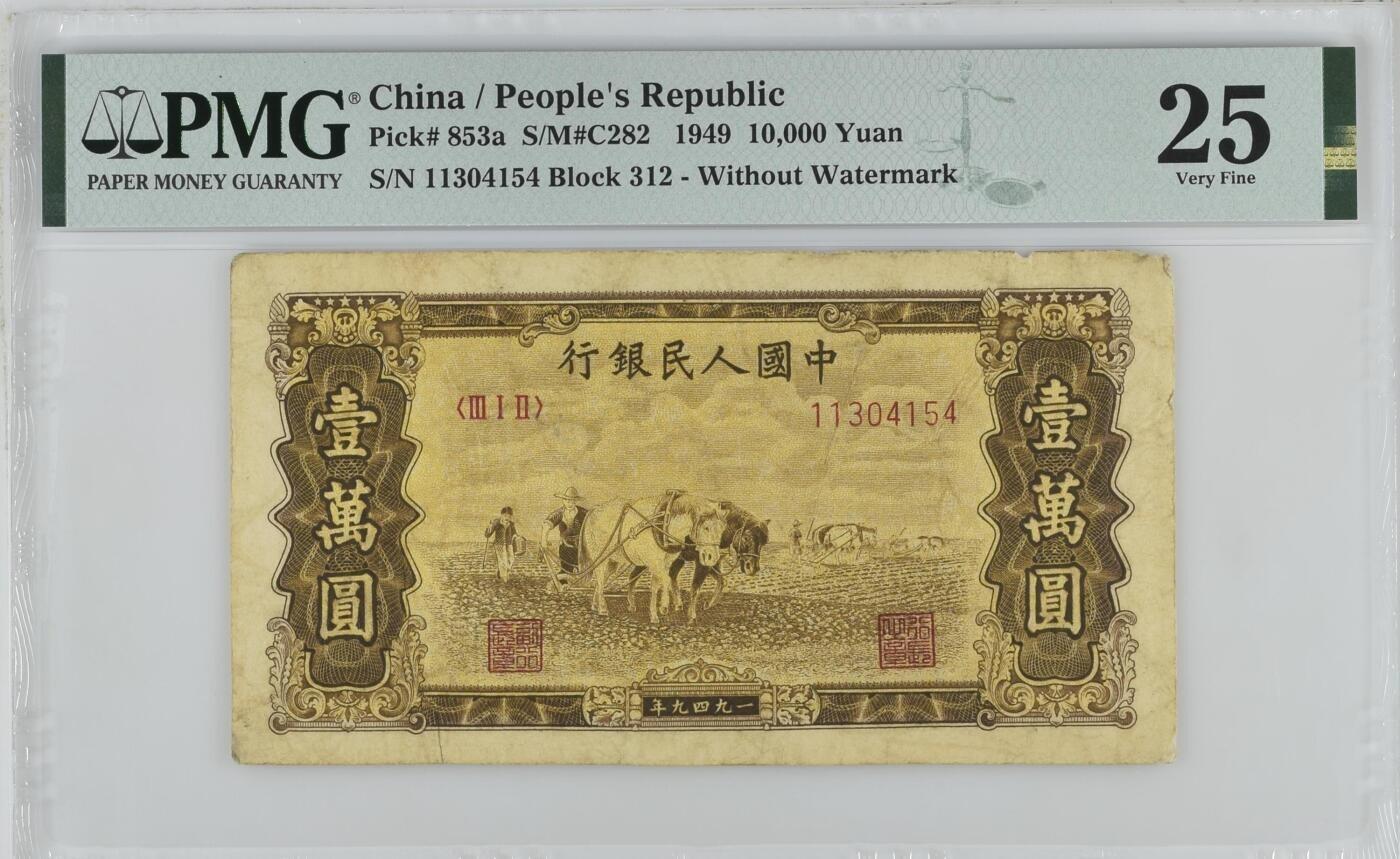 PMG® China / People's Republic
Pick# 853a S/M#C282 1949 10,000 Yuan
PAPER MONEY GUARANTY
S/N 11304154 Block 312 - Without Watermark
25
Very Fine
行銀民人國中
〈III I II〉
11304154
壹萬圓
壹萬圓
年九四九一